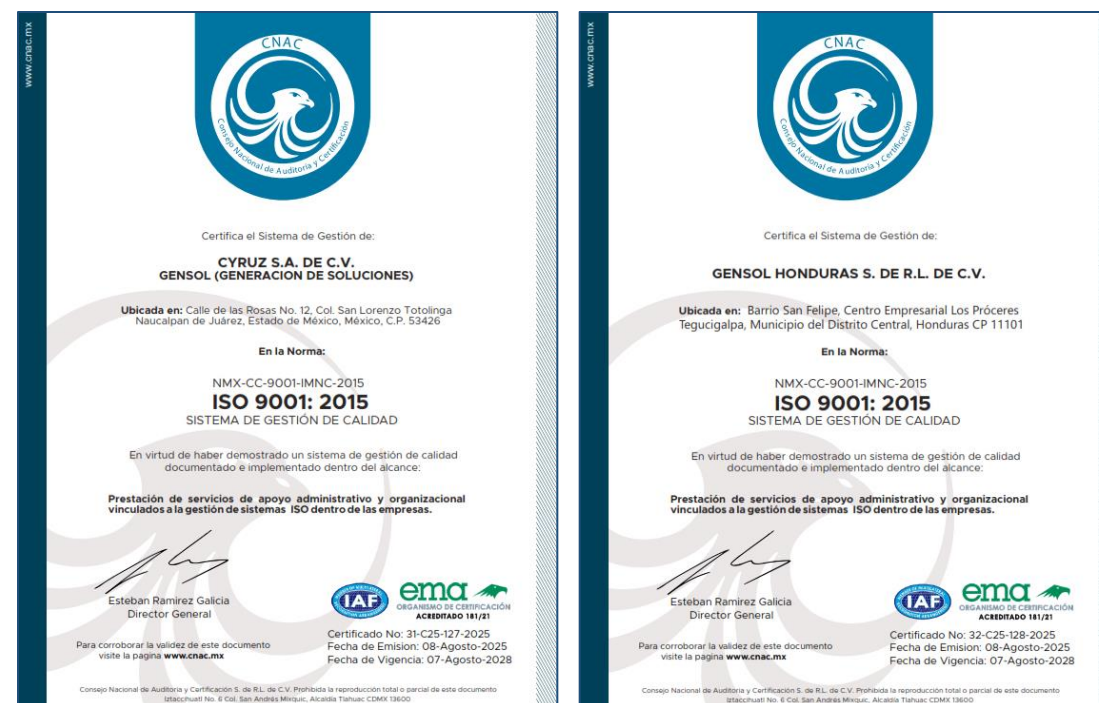 www.cnac.mx
CNAC
Consejo Nacional de Auditoria y Certificación
Certifica el Sistema de Gestión de:
CYRUZ S.A. DE C.V.
GENSOL (GENERACION DE SOLUCIONES)
Ubicada en: Calle de las Rosas No. 12, Col. San Lorenzo Totolinga
Naucalpan de Juárez, Estado de México, México, C.P. 53426
En la Norma:
NMX-CC-9001-IMNC-2015
ISO 9001: 2015
SISTEMA DE GESTIÓN DE CALIDAD
En virtud de haber demostrado un sistema de gestión de calidad
documentado e implementado dentro del alcance:
Prestación de servicios de apoyo administrativo y organizacional
vinculados a la gestión de sistemas ISO dentro de las empresas.
Esteban Ramirez Galicia
Director General
Para corroborar la validez de este documento
visite la pagina www.cnac.mx
IAF
ema
ORGANISMO DE CERTIFICACIÓN
ACREDITADO 181/21
Certificado No: 31-C25-127-2025
Fecha de Emision: 08-Agosto-2025
Fecha de Vigencia: 07-Agosto-2028
Consejo Nacional de Auditoria y Certificación S. de R.L. de C.V. Prohibida la reproducción total o parcial de este documento
Iztacchuatl No. 6 Col. San Andrés Mixquic, Alcaldia Tlahuac CDMX 13600
www.cnac.mx
CNAC
Consejo Nacional de Auditoria y Certificación
Certifica el Sistema de Gestión de:
GENSOL HONDURAS S. DE R.L. DE C.V.
Ubicada en: Barrio San Felipe, Centro Empresarial Los Próceres
Tegucigalpa, Municipio del Distrito Central, Honduras CP 11101
En la Norma:
NMX-CC-9001-IMNC-2015
ISO 9001: 2015
SISTEMA DE GESTIÓN DE CALIDAD
En virtud de haber demostrado un sistema de gestión de calidad
documentado e implementado dentro del alcance:
Prestación de servicios de apoyo administrativo y organizacional
vinculados a la gestión de sistemas ISO dentro de las empresas.
Esteban Ramirez Galicia
Director General
Para corroborar la validez de este documento
visite la pagina www.cnac.mx
IAF
ema
ORGANISMO DE CERTIFICACIÓN
ACREDITADO 181/21
Certificado No: 32-C25-128-2025
Fecha de Emision: 08-Agosto-2025
Fecha de Vigencia: 07-Agosto-2028
Consejo Nacional de Auditoria y Certificación S. de R.L. de C.V. Prohibida la reproducción total o parcial de este documento
Iztacchuatl No. 6 Col. San Andrés Mixquic, Alcaldia Tlahuac CDMX 13600